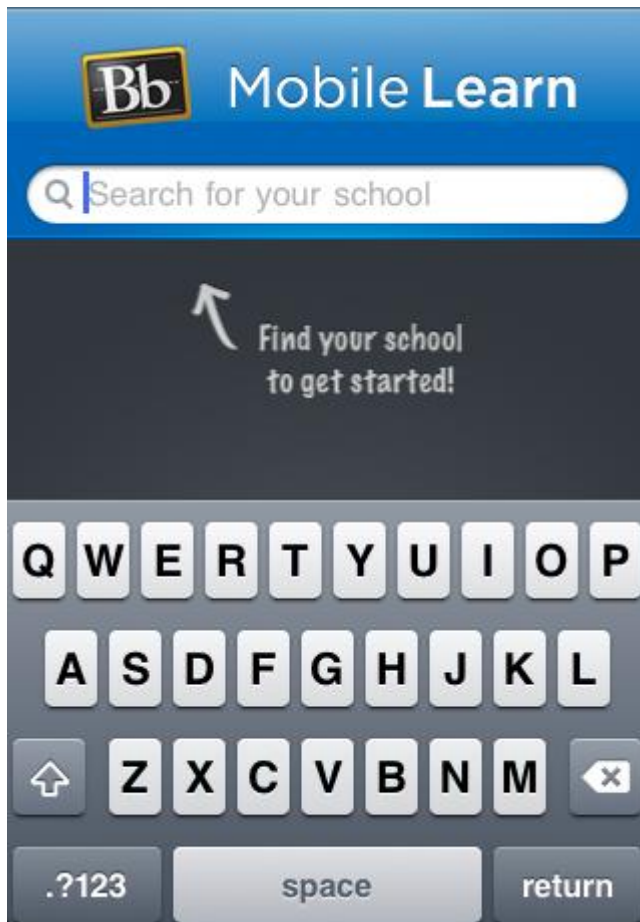 Bb Mobile Learn
Search for your school
Find your school
to get started!
Q W E R T Y U I O P
A S D F G H J K L
Z X C V B N M
.?123 space return